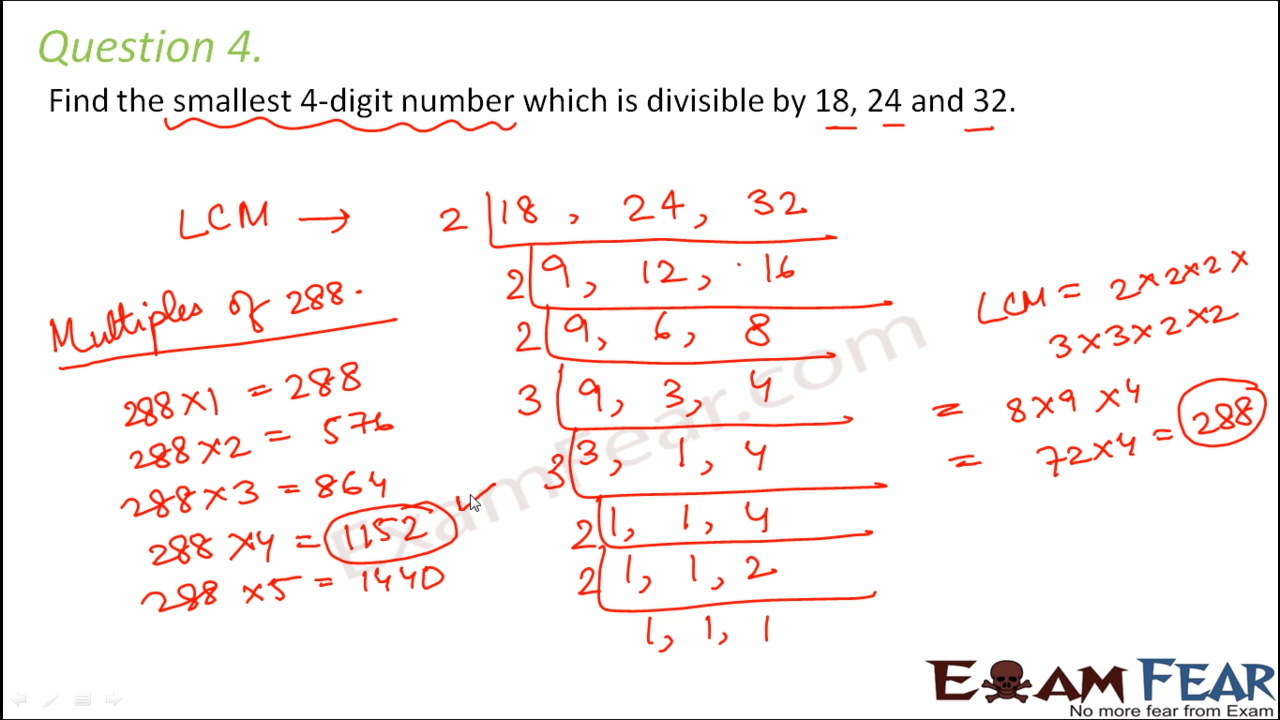 Question 4.
Find the smallest 4-digit number which is divisible by 18, 24 and 32.
LCM → 2 | 18 , 24 , 32
2 | 9 , 12 , 16
2 | 9 , 6 , 8
3 | 9 , 3 , 4
3 | 3 , 1 , 4
2 | 1 , 1 , 4
2 | 1 , 1 , 2
1 , 1 , 1
Multiples of 288.
288 × 1 = 288
288 × 2 = 576
288 × 3 = 864
288 × 4 = 1152 ✓
288 × 5 = 1440
LCM = 2 × 2 × 2 ×
3 × 3 × 2 × 2
= 8 × 9 × 4
= 72 × 4 = 288
ExamFear.com
EXAM FEAR
No more fear from Exam